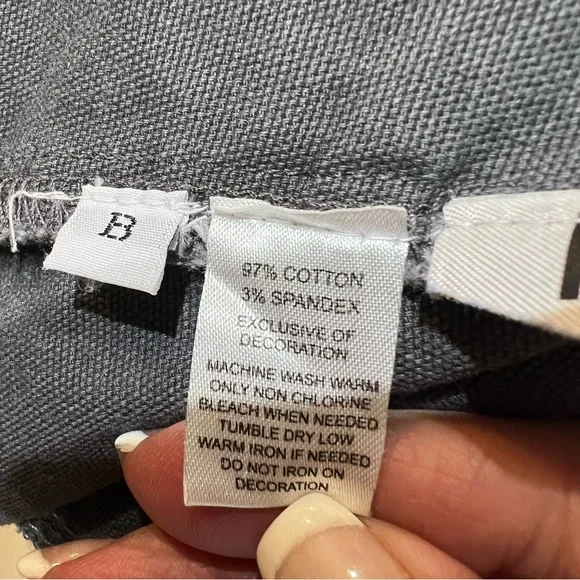 B
97% COTTON
3% SPANDEX
EXCLUSIVE OF
DECORATION
MACHINE WASH WARM
ONLY NON CHLORINE
BLEACH WHEN NEEDED
TUMBLE DRY LOW
WARM IRON IF NEEDED
DO NOT IRON ON
DECORATION